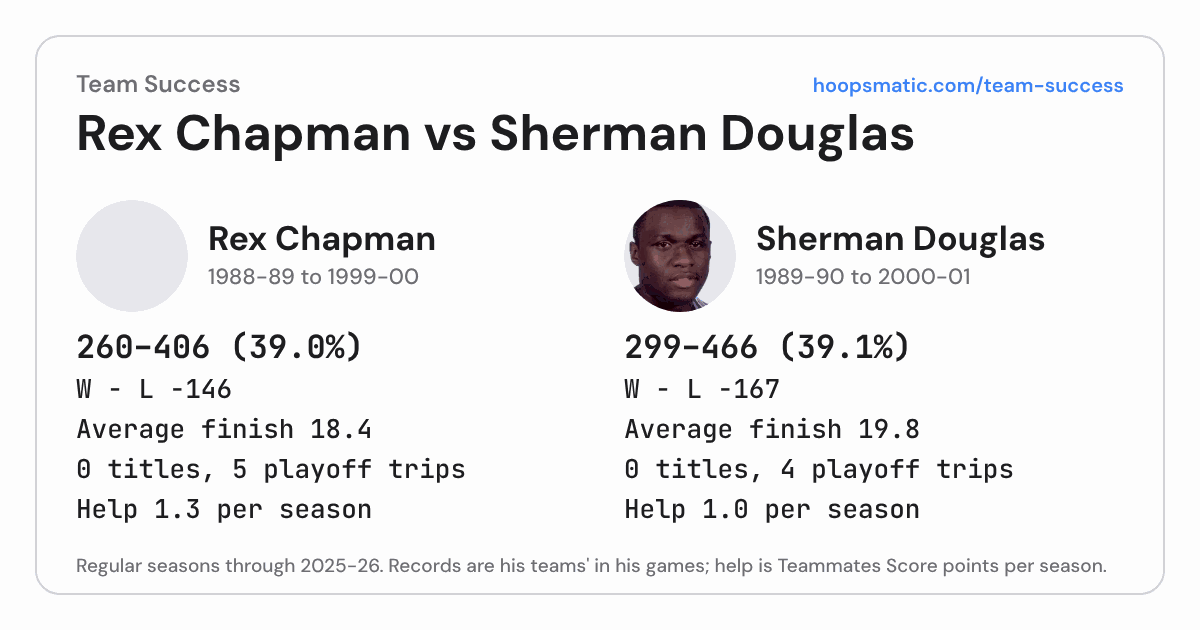 Team Success
hoopsmatic.com/team-success
Rex Chapman vs Sherman Douglas
Rex Chapman
1988-89 to 1999-00
260-406 (39.0%)
W - L -146
Average finish 18.4
0 titles, 5 playoff trips
Help 1.3 per season
Sherman Douglas
1989-90 to 2000-01
299-466 (39.1%)
W - L -167
Average finish 19.8
0 titles, 4 playoff trips
Help 1.0 per season
Regular seasons through 2025-26. Records are his teams' in his games; help is Teammates Score points per season.